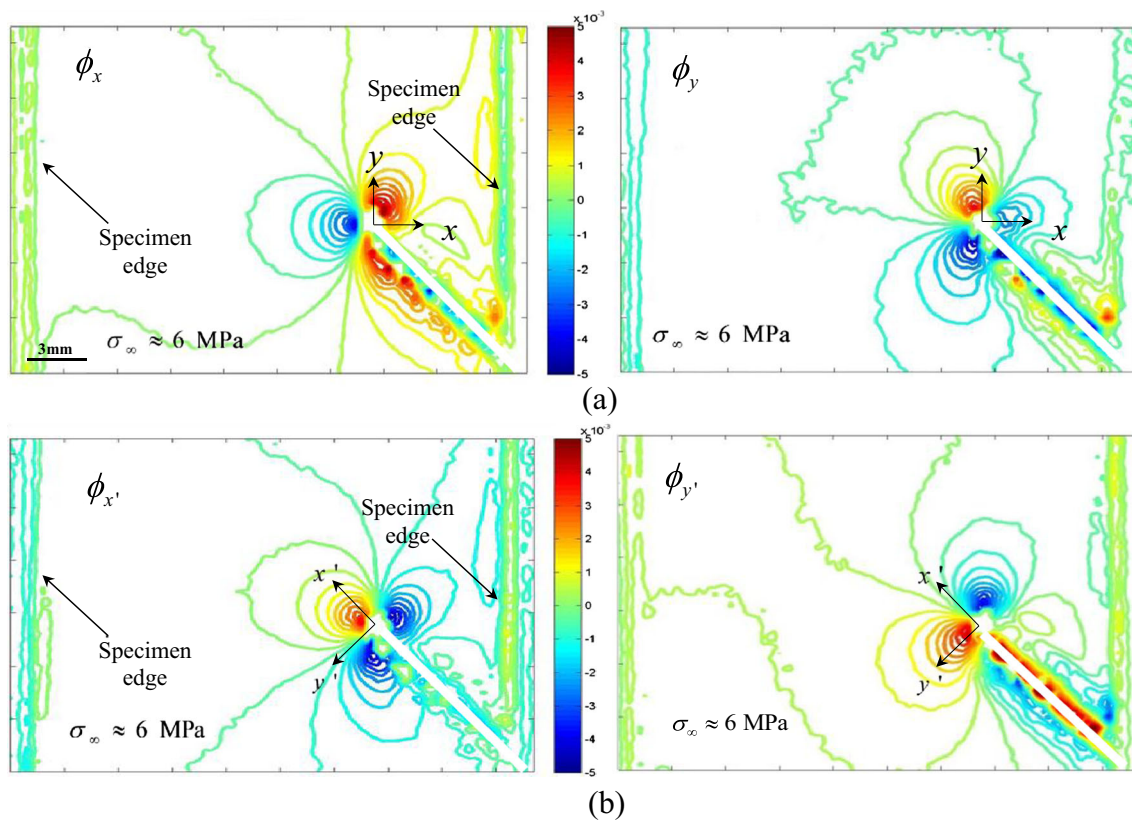 ϕx
Specimen
edge
Specimen
edge
y
x
3mm
σ∞ ≈ 6 MPa
×10⁻³
5
4
3
2
1
0
-1
-2
-3
-4
-5
ϕy
y
x
σ∞ ≈ 6 MPa
(a)
ϕx'
Specimen
edge
Specimen
edge
x'
y'
σ∞ ≈ 6 MPa
×10⁻³
5
4
3
2
1
0
-1
-2
-3
-4
-5
ϕy'
x'
y'
σ∞ ≈ 6 MPa
(b)